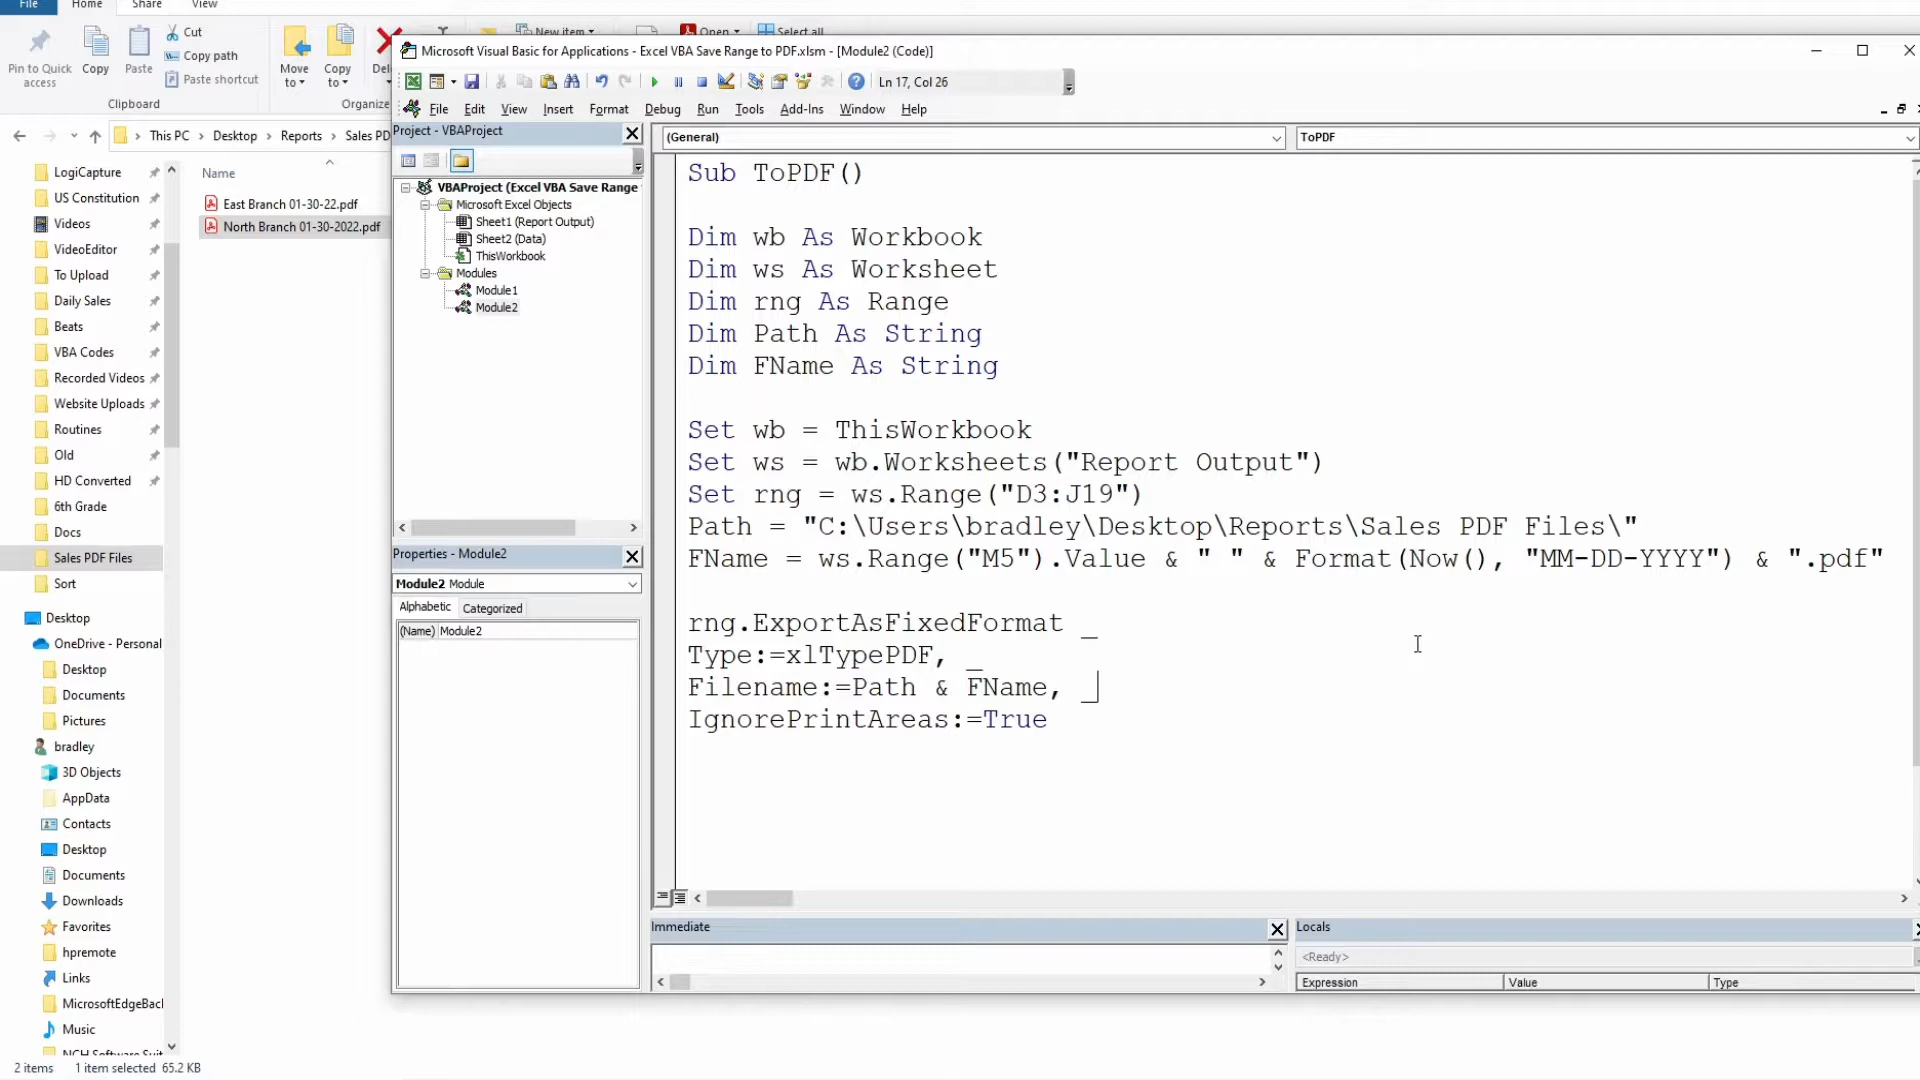 File
Home
Share
View
New item
Open
Select all
Pin to Quick
access
Copy
Paste
Cut
Copy path
Paste shortcut
Clipboard
Move
to
Copy
to
Organiz
This PC > Desktop > Reports > Sales PD
LogiCapture
US Constitution
Videos
VideoEditor
To Upload
Daily Sales
Beats
VBA Codes
Recorded Videos
Website Uploads
Routines
Old
HD Converted
6th Grade
Docs
Sales PDF Files
Sort
Desktop
OneDrive - Personal
Desktop
Documents
Pictures
bradley
3D Objects
AppData
Contacts
Desktop
Documents
Downloads
Favorites
hpremote
Links
MicrosoftEdgeBac
Music
NCH Software Suit
2 items 1 item selected 65.2 KB
Name
East Branch 01-30-22.pdf
North Branch 01-30-2022.pdf
Microsoft Visual Basic for Applications - Excel VBA Save Range to PDF.xlsm - [Module2 (Code)]
Ln 17, Col 26
File Edit View Insert Format Debug Run Tools Add-Ins Window Help
Project - VBAProject
VBAProject (Excel VBA Save Range
Microsoft Excel Objects
Sheet1 (Report Output)
Sheet2 (Data)
ThisWorkbook
Modules
Module1
Module2
Properties - Module2
Module2 Module
Alphabetic Categorized
(Name) Module2
(General)
ToPDF
Sub ToPDF()
Dim wb As Workbook
Dim ws As Worksheet
Dim rng As Range
Dim Path As String
Dim FName As String
Set wb = ThisWorkbook
Set ws = wb.Worksheets("Report Output")
Set rng = ws.Range("D3:J19")
Path = "C:\Users\bradley\Desktop\Reports\Sales PDF Files\"
FName = ws.Range("M5").Value & " " & Format(Now(), "MM-DD-YYYY") & ".pdf"
rng.ExportAsFixedFormat _
Type:=xlTypePDF, _
Filename:=Path & FName, _
IgnorePrintAreas:=True
Immediate
Locals
<Ready>
Expression Value Type